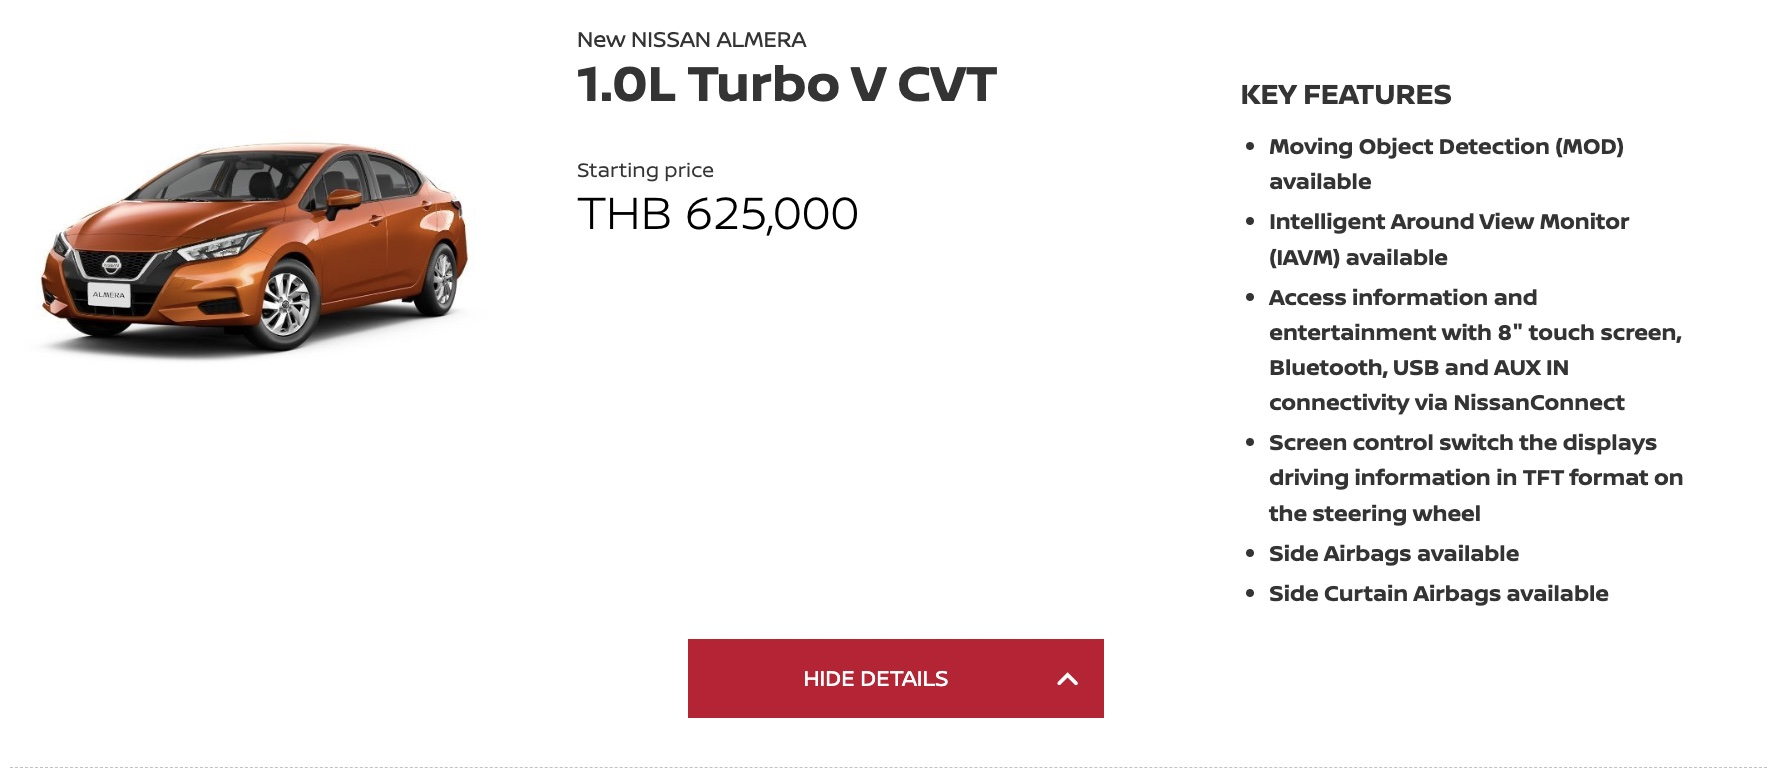 New NISSAN ALMERA
1.0L Turbo V CVT
Starting price
THB 625,000
ALMERA
KEY FEATURES
• Moving Object Detection (MOD)
available
• Intelligent Around View Monitor
(IAVM) available
• Access information and
entertainment with 8" touch screen,
Bluetooth, USB and AUX IN
connectivity via NissanConnect
• Screen control switch the displays
driving information in TFT format on
the steering wheel
• Side Airbags available
• Side Curtain Airbags available
HIDE DETAILS